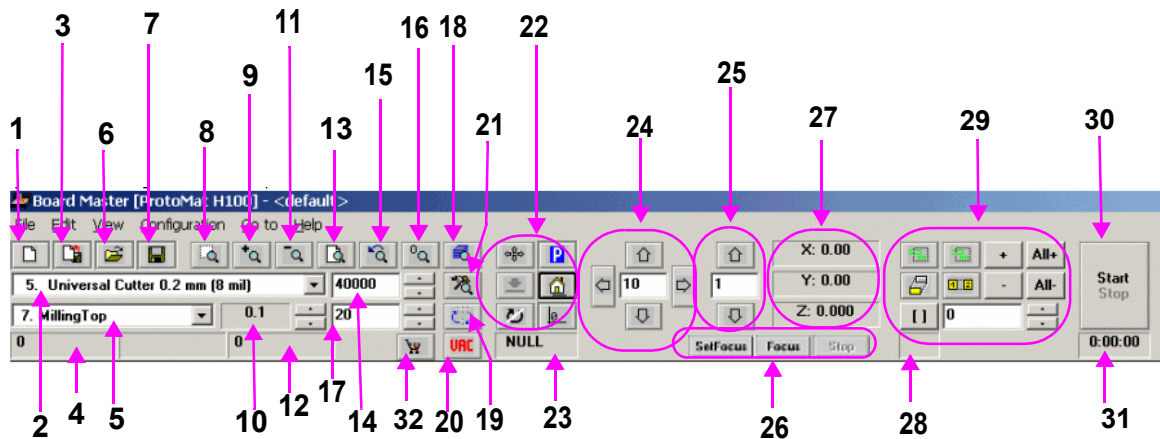 3 7 11 16 18 22
9 15 25
1 6 8 13 21 24 27 29 30
Board Master [ProtoMat H100] - <default>
File Edit View Configuration Go to Help
P
+ All+
5. Universal Cutter 0.2 mm (8 mil) 40000 10 1 X: 0.00
Y: 0.00
- All-
Start
Stop
7. MillingTop 0.1 20 Z: 0.000
[ ] 0
0 0 VAC NULL SetFocus Focus Stop 0:00:00
2 4 5 10 12 17 14 32 20 19 23 26 28 31